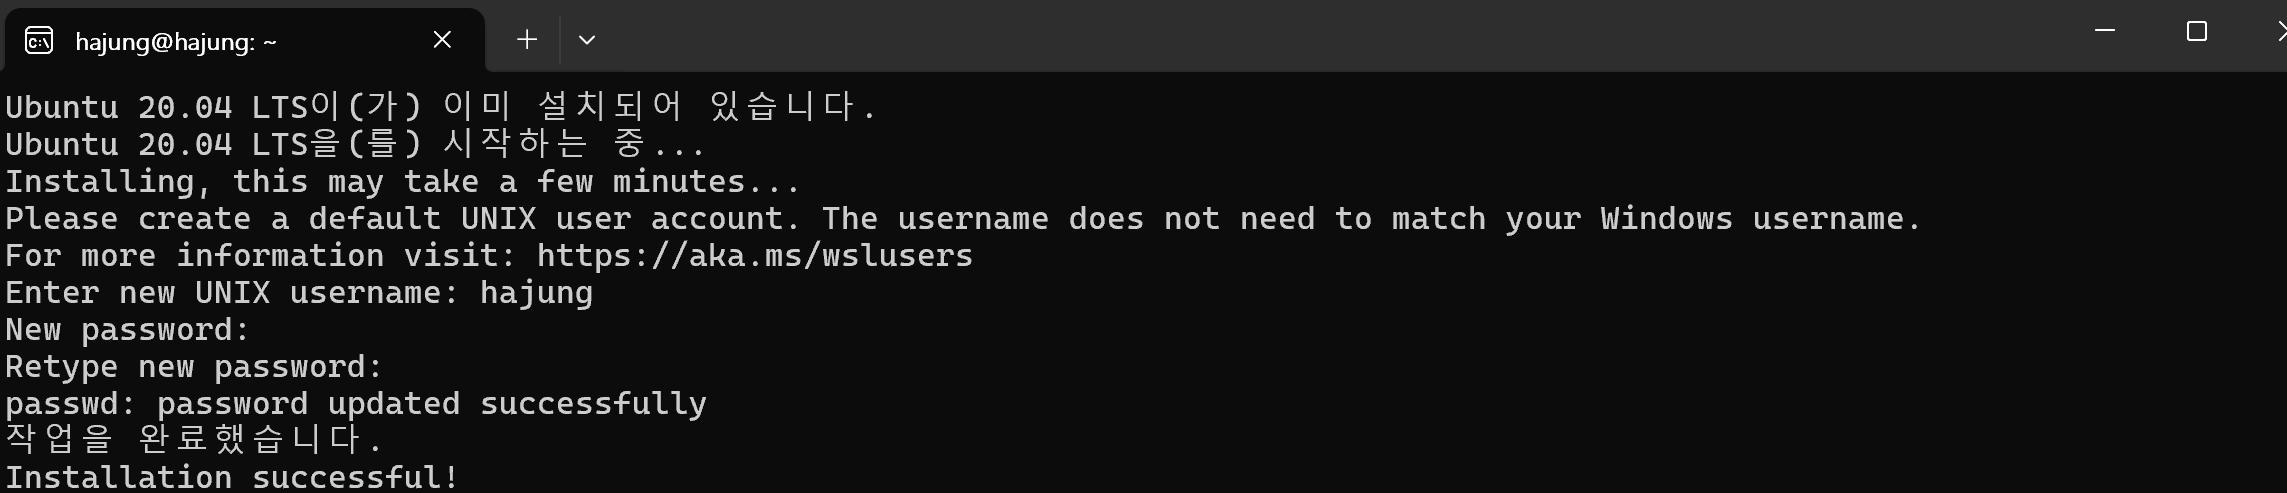 hajung@hajung: ~
Ubuntu 20.04 LTS이(가) 이미 설치되어 있습니다.
Ubuntu 20.04 LTS을(를) 시작하는 중...
Installing, this may take a few minutes...
Please create a default UNIX user account. The username does not need to match your Windows username.
For more information visit: https://aka.ms/wslusers
Enter new UNIX username: hajung
New password:
Retype new password:
passwd: password updated successfully
작업을 완료했습니다.
Installation successful!